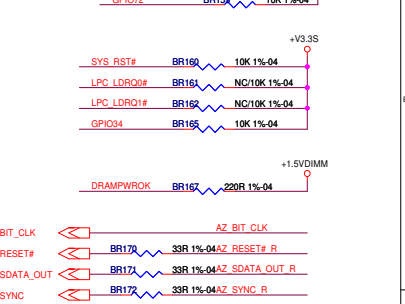 +V3.3S
SYS_RST# BR160 10K 1%-04
LPC_LDRQ0# BR161 NC/10K 1%-04
LPC_LDRQ1# BR162 NC/10K 1%-04
GPIO34 BR165 10K 1%-04
+1.5VDIMM
DRAMPWROK BR167 220R 1%-04
BIT_CLK AZ_BIT_CLK
RESET# BR170 33R 1%-04 AZ_RESET#_R
SDATA_OUT BR171 33R 1%-04 AZ_SDATA_OUT_R
SYNC BR172 33R 1%-04 AZ_SYNC_R